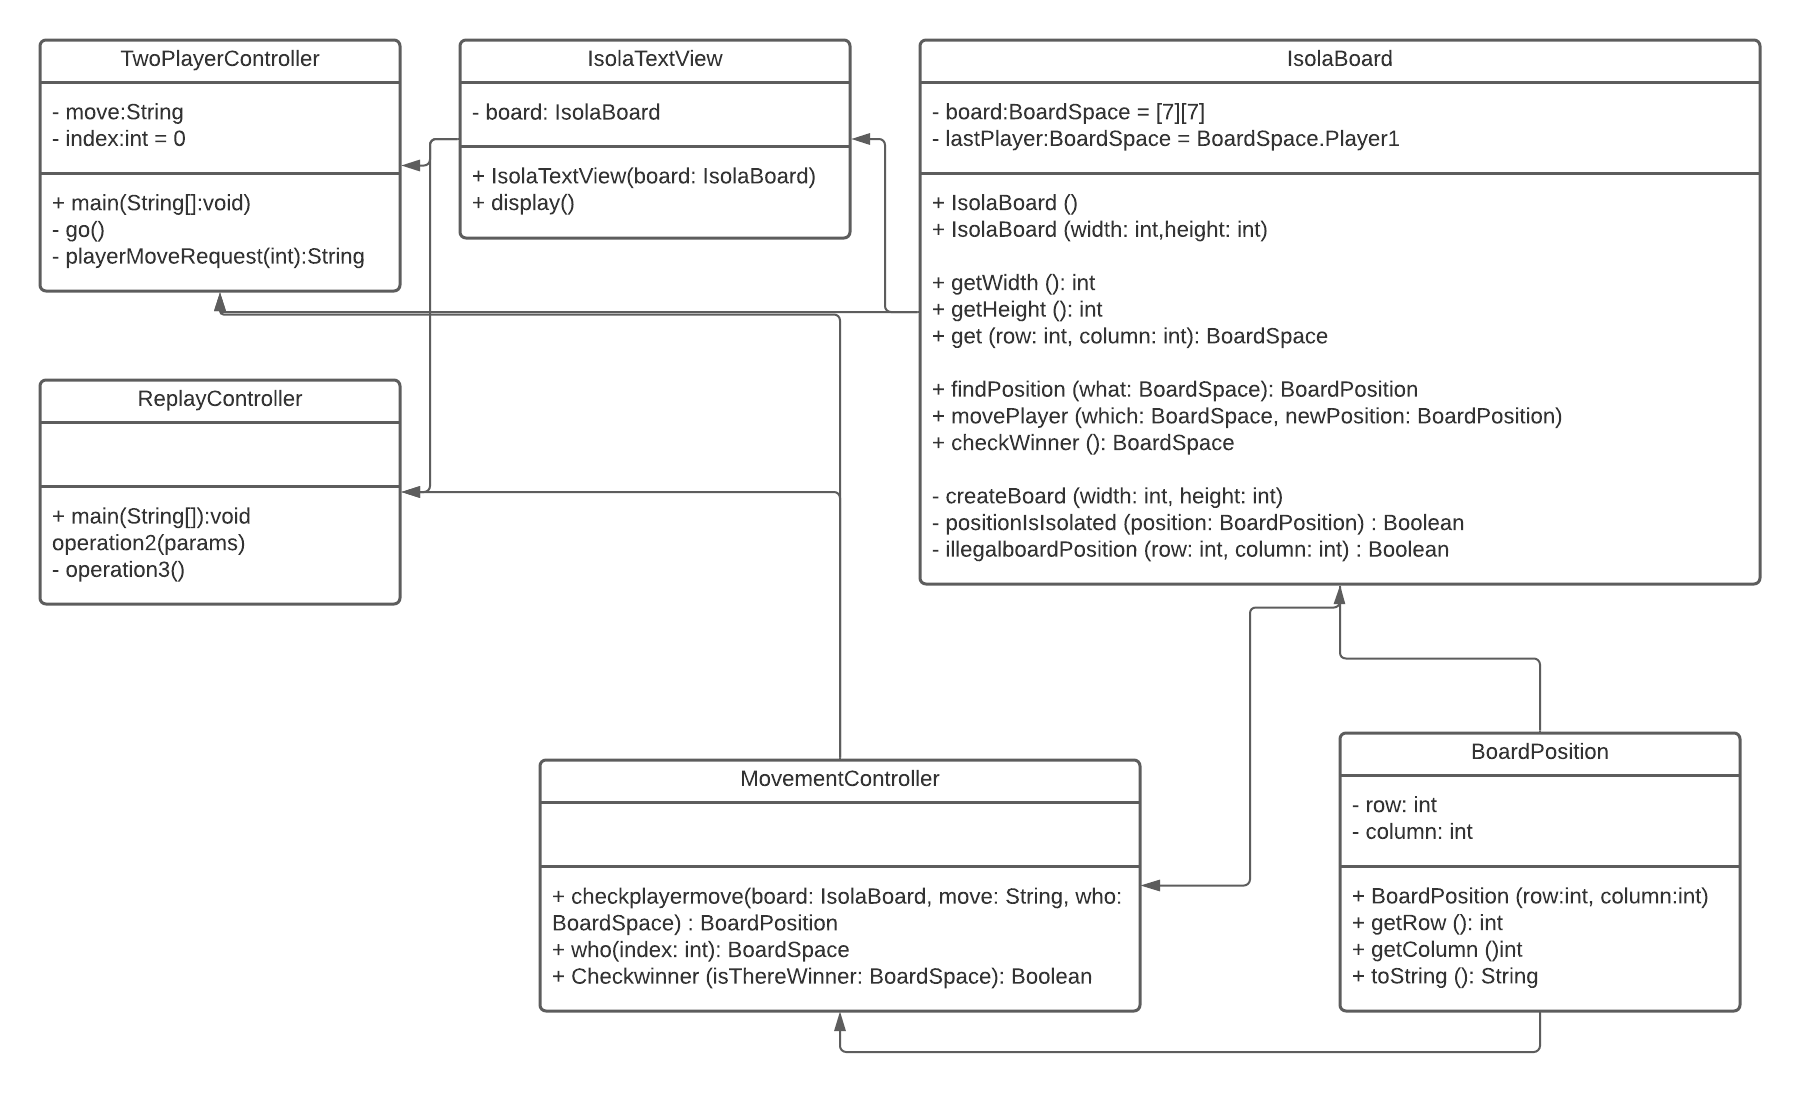 TwoPlayerController
- move:String
- index:int = 0
+ main(String[]:void)
- go()
- playerMoveRequest(int):String
IsolaTextView
- board: IsolaBoard
+ IsolaTextView(board: IsolaBoard)
+ display()
IsolaBoard
- board:BoardSpace = [7][7]
- lastPlayer:BoardSpace = BoardSpace.Player1
+ IsolaBoard ()
+ IsolaBoard (width: int,height: int)
+ getWidth (): int
+ getHeight (): int
+ get (row: int, column: int): BoardSpace
+ findPosition (what: BoardSpace): BoardPosition
+ movePlayer (which: BoardSpace, newPosition: BoardPosition)
+ checkWinner (): BoardSpace
- createBoard (width: int, height: int)
- positionIsIsolated (position: BoardPosition) : Boolean
- illegalboardPosition (row: int, column: int) : Boolean
ReplayController
+ main(String[]):void
operation2(params)
- operation3()
MovementController
+ checkplayermove(board: IsolaBoard, move: String, who:
BoardSpace) : BoardPosition
+ who(index: int): BoardSpace
+ Checkwinner (isThereWinner: BoardSpace): Boolean
BoardPosition
- row: int
- column: int
+ BoardPosition (row:int, column:int)
+ getRow (): int
+ getColumn ()int
+ toString (): String